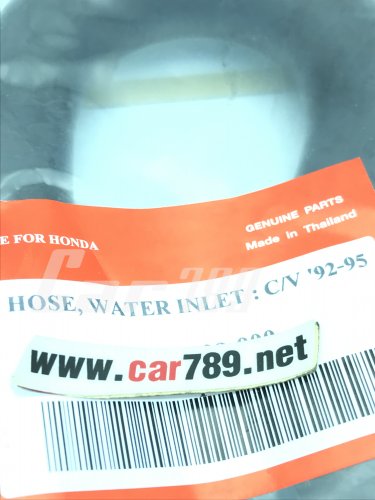 GENUINE PARTS
Made in Thailand
E FOR HONDA
HOSE, WATER INLET : C/V '92-95
www.car789.net